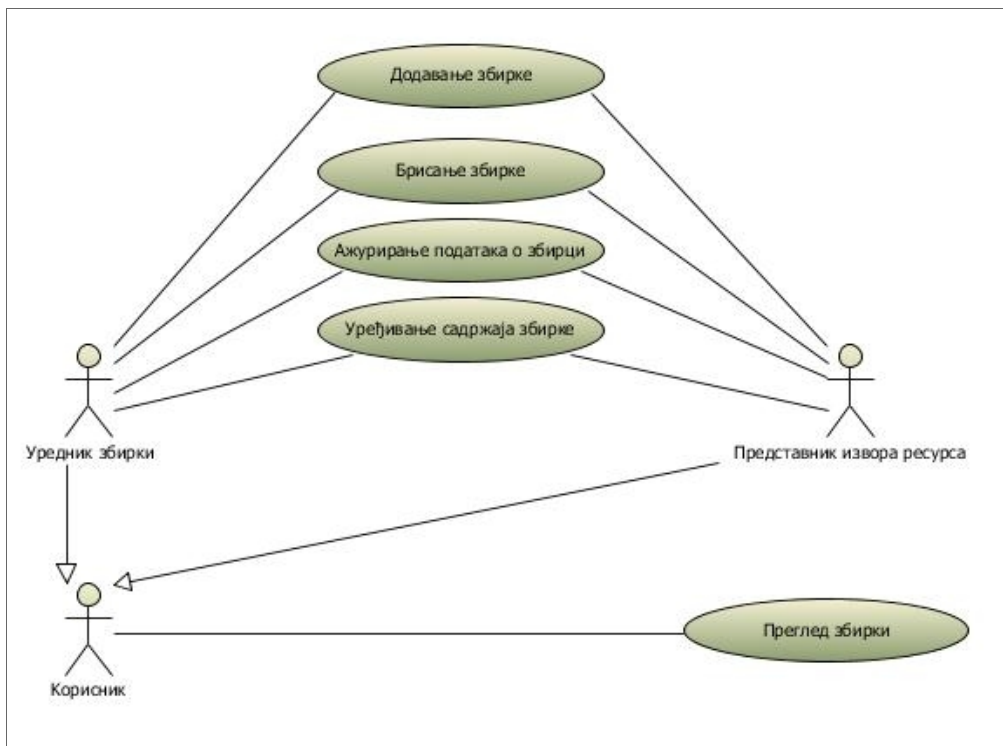 Додавање збирке
Брисање збирке
Ажурирање података о збирци
Уређивање садржаја збирке
Уредник збирки
Представник извора ресурса
Преглед збирки
Корисник